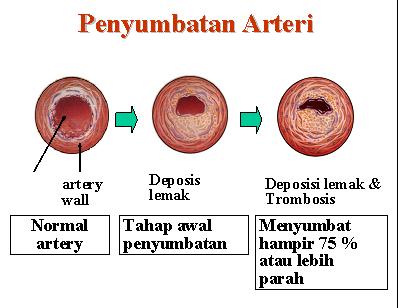 Penyumbatan Arteri
artery
wall
Deposis
lemak
Deposisi lemak &
Trombosis
Normal
artery
Tahap awal
penyumbatan
Menyumbat
hampir 75 %
atau lebih
parah